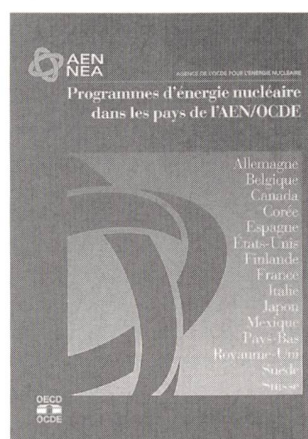 AEN
NEA
AGENCE DE L'OCDE POUR L'ÉNERGIE NUCLÉAIRE
Programmes d'énergie nucléaire
dans les pays de l'AEN/OCDE
Allemagne
Belgique
Canada
Corée
Espagne
États-Unis
Finlande
France
Italie
Japon
Mexique
Pays-Bas
Royaume-Uni
Suède
Suisse
OECD
OCDE